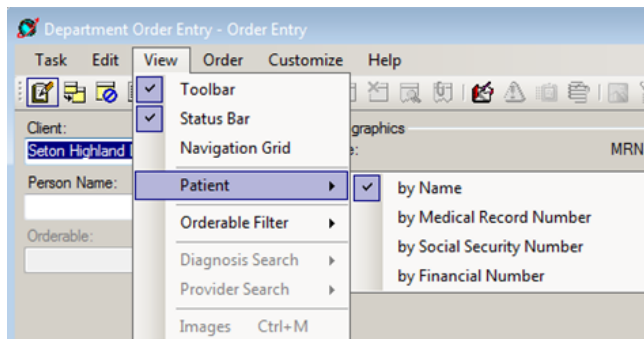 Department Order Entry - Order Entry
Task Edit View Order Customize Help
Toolbar
Status Bar
Navigation Grid
Patient
Orderable Filter
Diagnosis Search
Provider Search
Images Ctrl+M
by Name
by Medical Record Number
by Social Security Number
by Financial Number
Client:
Seton Highland
Person Name:
Orderable:
graphics
MRN